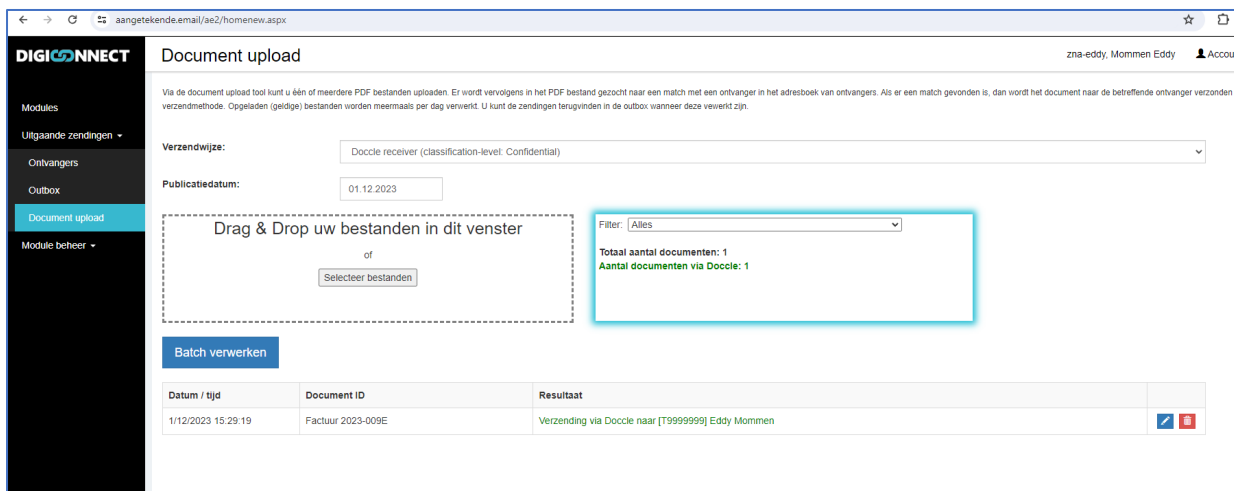 aangetekende.email/ae2/homenew.aspx
DIGICONNECT
Document upload
zna-eddy, Mommen Eddy
Accou
Via de document upload tool kunt u één of meerdere PDF bestanden uploaden. Er wordt vervolgens in het PDF bestand gezocht naar een match met een ontvanger in het adresboek van ontvangers. Als er een match gevonden is, dan wordt het document naar de betreffende ontvanger verzonden
verzendmethode. Opgeladen (geldige) bestanden worden meermaals per dag verwerkt. U kunt de zendingen terugvinden in de outbox wanneer deze vewerkt zijn.
Modules
Uitgaande zendingen
Ontvangers
Outbox
Document upload
Module beheer
Verzendwijze:
Doccle receiver (classification-level: Confidential)
Publicatiedatum:
01.12.2023
Drag & Drop uw bestanden in dit venster
of
Selecteer bestanden
Filter: Alles
Totaal aantal documenten: 1
Aantal documenten via Doccle: 1
Batch verwerken
Datum / tijd Document ID Resultaat
1/12/2023 15:29:19 Factuur 2023-009E Verzending via Doccle naar [T9999999] Eddy Mommen